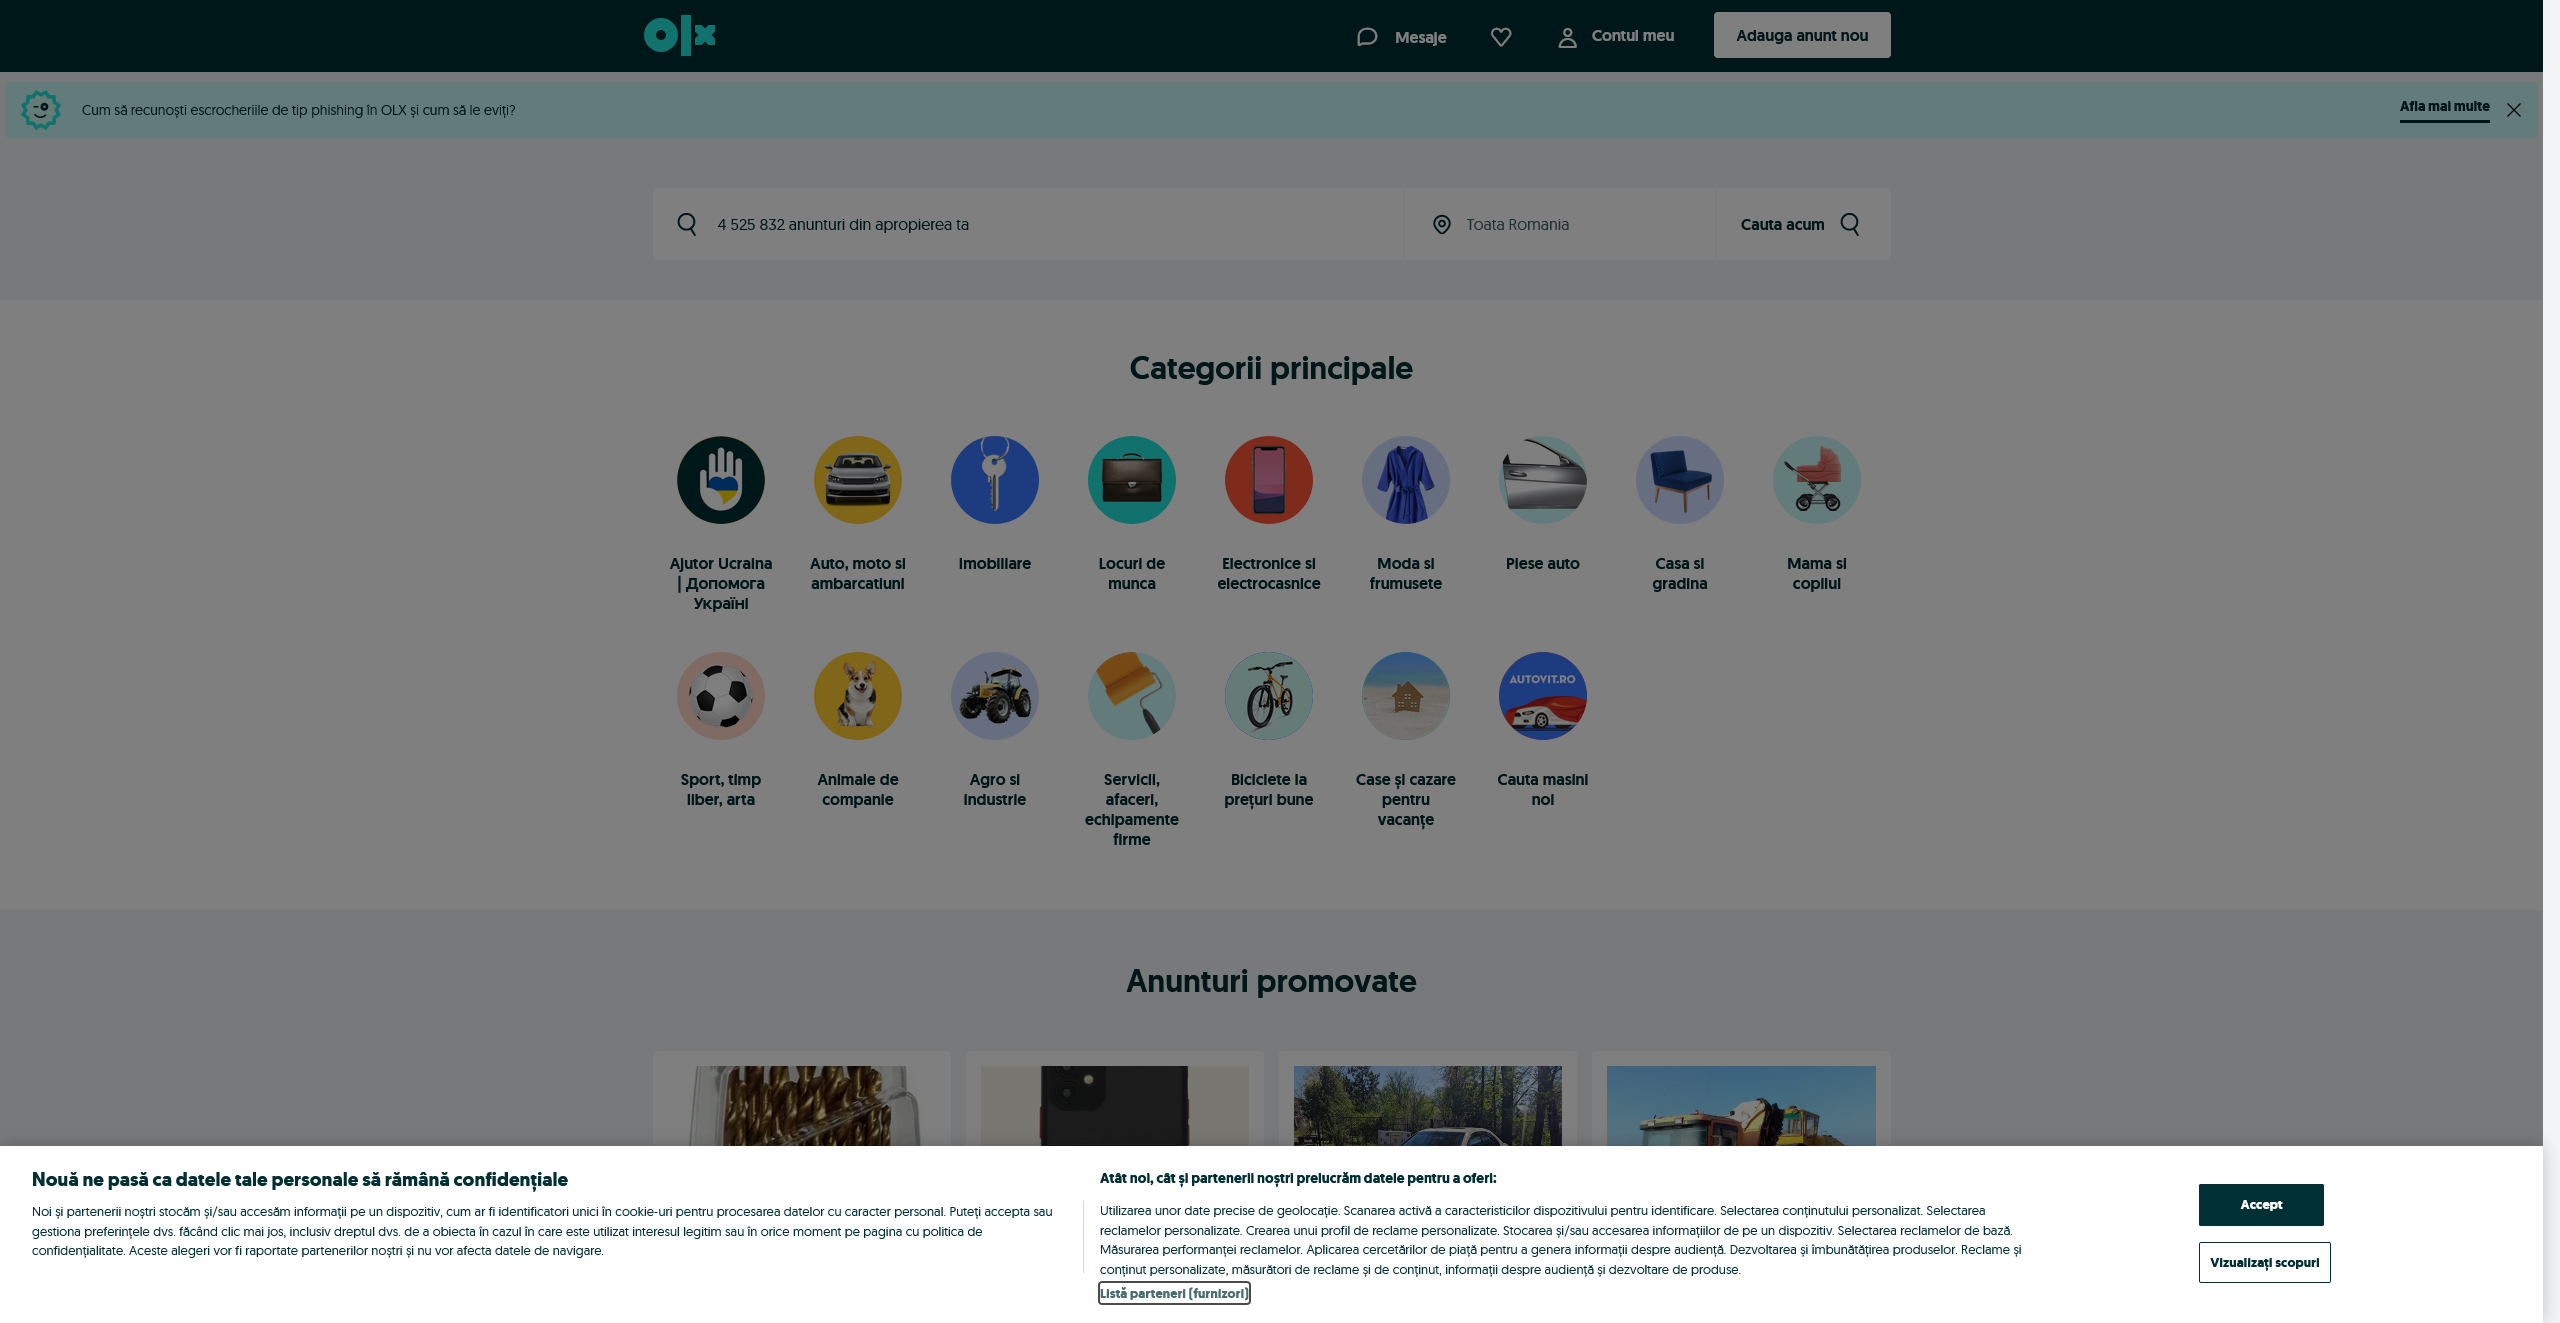 olx
Mesaje
Contul meu
Adauga anunt nou
Cum să recunoști escrocheriile de tip phishing în OLX și cum să le eviți?
Afla mai multe
4 525 832 anunturi din apropierea ta
Toata Romania
Cauta acum
Categorii principale
Ajutor Ucraina
| Допомога
Україні
Auto, moto si
ambarcatiuni
Imobiliare
Locuri de
munca
Electronice si
electrocasnice
Moda si
frumusete
Piese auto
Casa si
gradina
Mama si
copilul
AUTOVIT.RO
Sport, timp
liber, arta
Animale de
companie
Agro si
industrie
Servicii,
afaceri,
echipamente
firme
Biciclete la
prețuri bune
Case și cazare
pentru
vacanțe
Cauta masini
noi
Anunturi promovate
Nouă ne pasă ca datele tale personale să rămână confidențiale
Noi și partenerii noștri stocăm și/sau accesăm informații pe un dispozitiv, cum ar fi identificatori unici în cookie-uri pentru procesarea datelor cu caracter personal. Puteți accepta sau
gestiona preferințele dvs. făcând clic mai jos, inclusiv dreptul dvs. de a obiecta în cazul în care este utilizat interesul legitim sau în orice moment pe pagina cu politica de
confidențialitate. Aceste alegeri vor fi raportate partenerilor noștri și nu vor afecta datele de navigare.
Atât noi, cât și partenerii noștri prelucrăm datele pentru a oferi:
Utilizarea unor date precise de geolocație. Scanarea activă a caracteristicilor dispozitivului pentru identificare. Selectarea conținutului personalizat. Selectarea
reclamelor personalizate. Crearea unui profil de reclame personalizate. Stocarea și/sau accesarea informațiilor de pe un dispozitiv. Selectarea reclamelor de bază.
Măsurarea performanței reclamelor. Aplicarea cercetărilor de piață pentru a genera informații despre audiență. Dezvoltarea și îmbunătățirea produselor. Reclame și
conținut personalizate, măsurători de reclame și de conținut, informații despre audiență și dezvoltare de produse.
Listă parteneri (furnizori)
Accept
Vizualizați scopuri